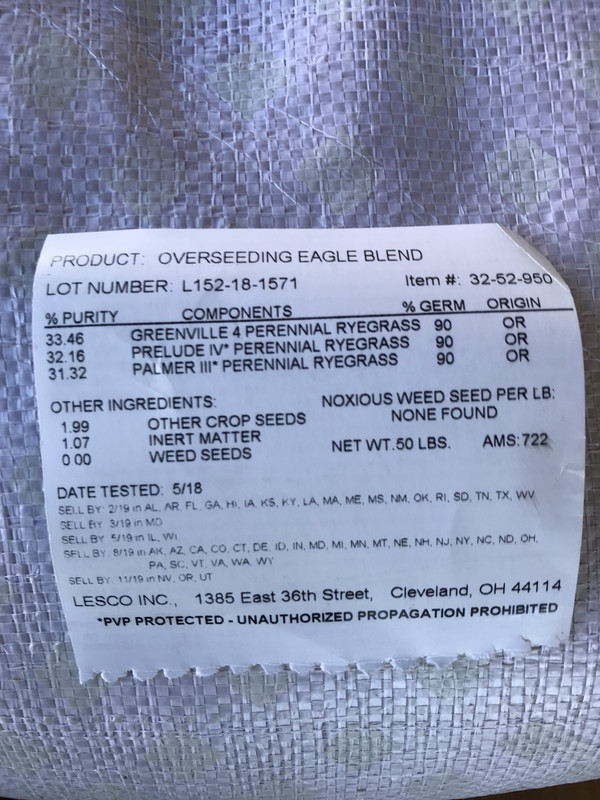 PRODUCT: OVERSEEDING EAGLE BLEND
LOT NUMBER: L152-18-1571 Item #: 32-52-950
% PURITY COMPONENTS % GERM ORIGIN
33.46 GREENVILLE 4 PERENNIAL RYEGRASS 90 OR
32.16 PRELUDE IV* PERENNIAL RYEGRASS 90 OR
31.32 PALMER III* PERENNIAL RYEGRASS 90 OR
OTHER INGREDIENTS: NOXIOUS WEED SEED PER LB:
1.99 OTHER CROP SEEDS NONE FOUND
1.07 INERT MATTER
0.00 WEED SEEDS NET WT.50 LBS. AMS:722
DATE TESTED: 5/18
SELL BY: 2/19 in AL, AR, FL, GA, HI, IA, KS, KY, LA, MA, ME, MS, NM, OK, RI, SD, TN, TX, WV
SELL BY 3/19 in MO
SELL BY 5/19 in IL, WI
SELL BY 8/19 in AK, AZ, CA, CO, CT, DE, ID, IN, MD, MI, MN, MT, NE, NH, NJ, NY, NC, ND, OH,
PA, SC, VT, VA, WA, WY
SELL BY: 11/19 in NV, OR, UT
LESCO INC., 1385 East 36th Street, Cleveland, OH 44114
*PVP PROTECTED - UNAUTHORIZED PROPAGATION PROHIBITED